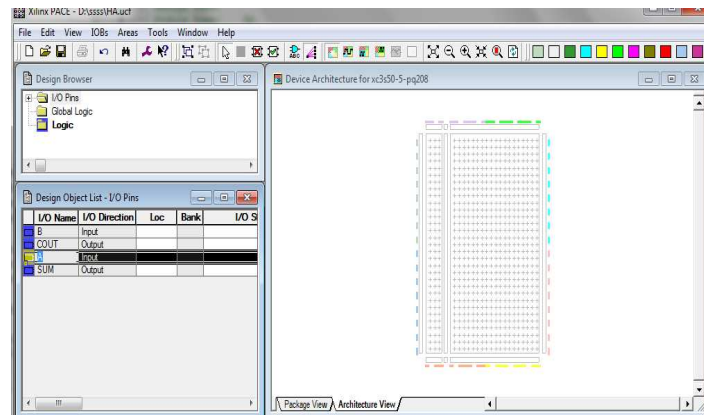 Xilinx PACE - D:\ssss\HA.ucf
File Edit View IOBs Areas Tools Window Help
ABC
Design Browser
I/O Pins
Global Logic
Logic
Design Object List - I/O Pins
I/O Name I/O Direction Loc Bank I/O S
B Input
COUT Output
A Input
SUM Output
Device Architecture for xc3s50-5-pq208
Package View Architecture View